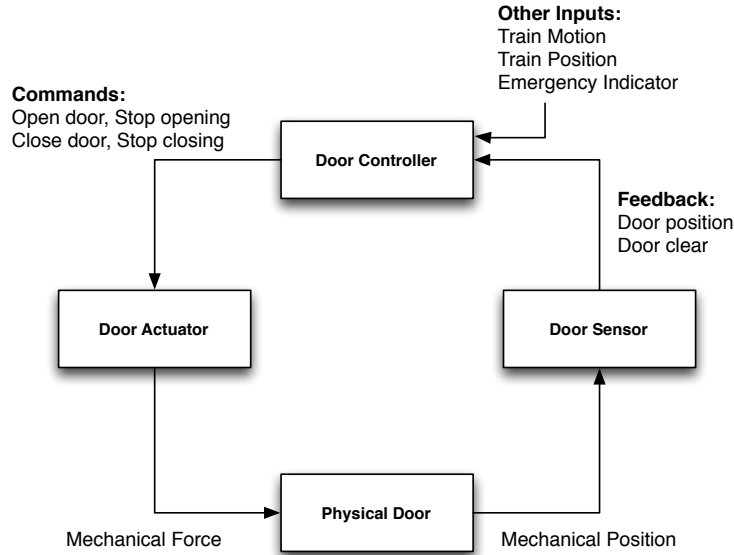 Other Inputs:
Train Motion
Train Position
Emergency Indicator
Commands:
Open door, Stop opening
Close door, Stop closing
Door Controller
Feedback:
Door position
Door clear
Door Actuator
Door Sensor
Physical Door
Mechanical Force
Mechanical Position